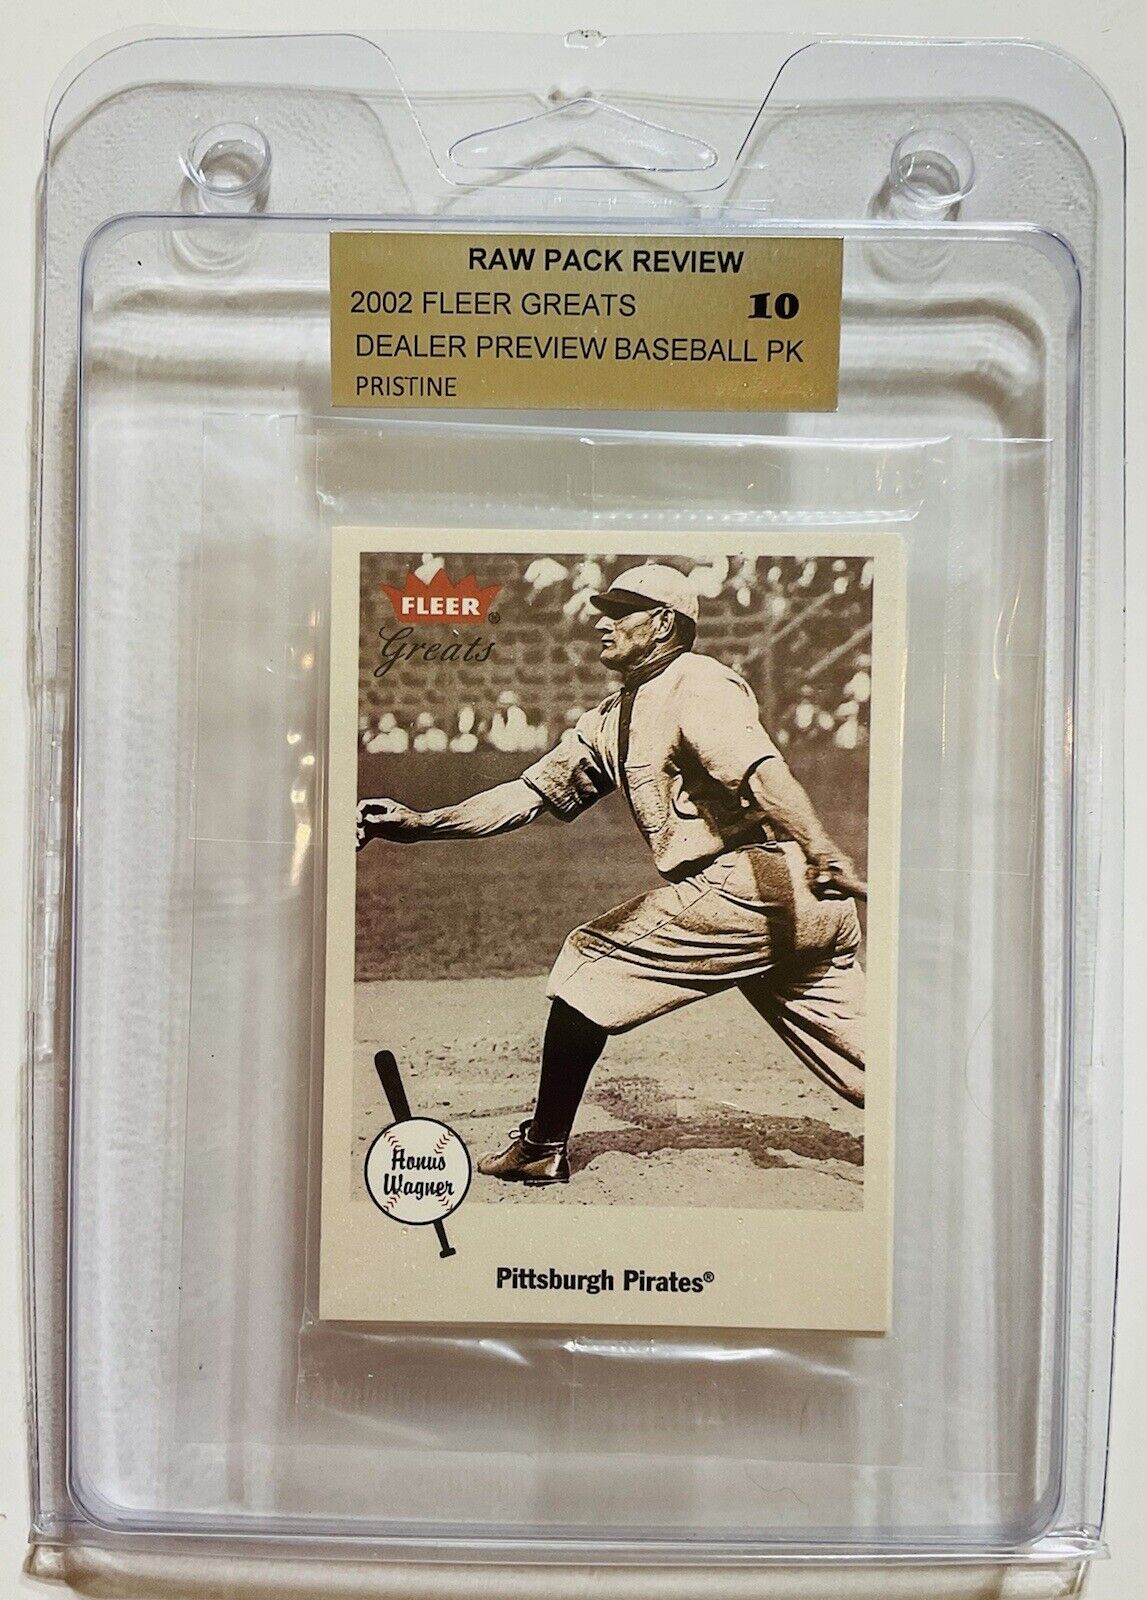 RAW PACK REVIEW
2002 FLEER GREATS 10
DEALER PREVIEW BASEBALL PK
PRISTINE
FLEER®
Greats
Honus
Wagner
Pittsburgh Pirates®